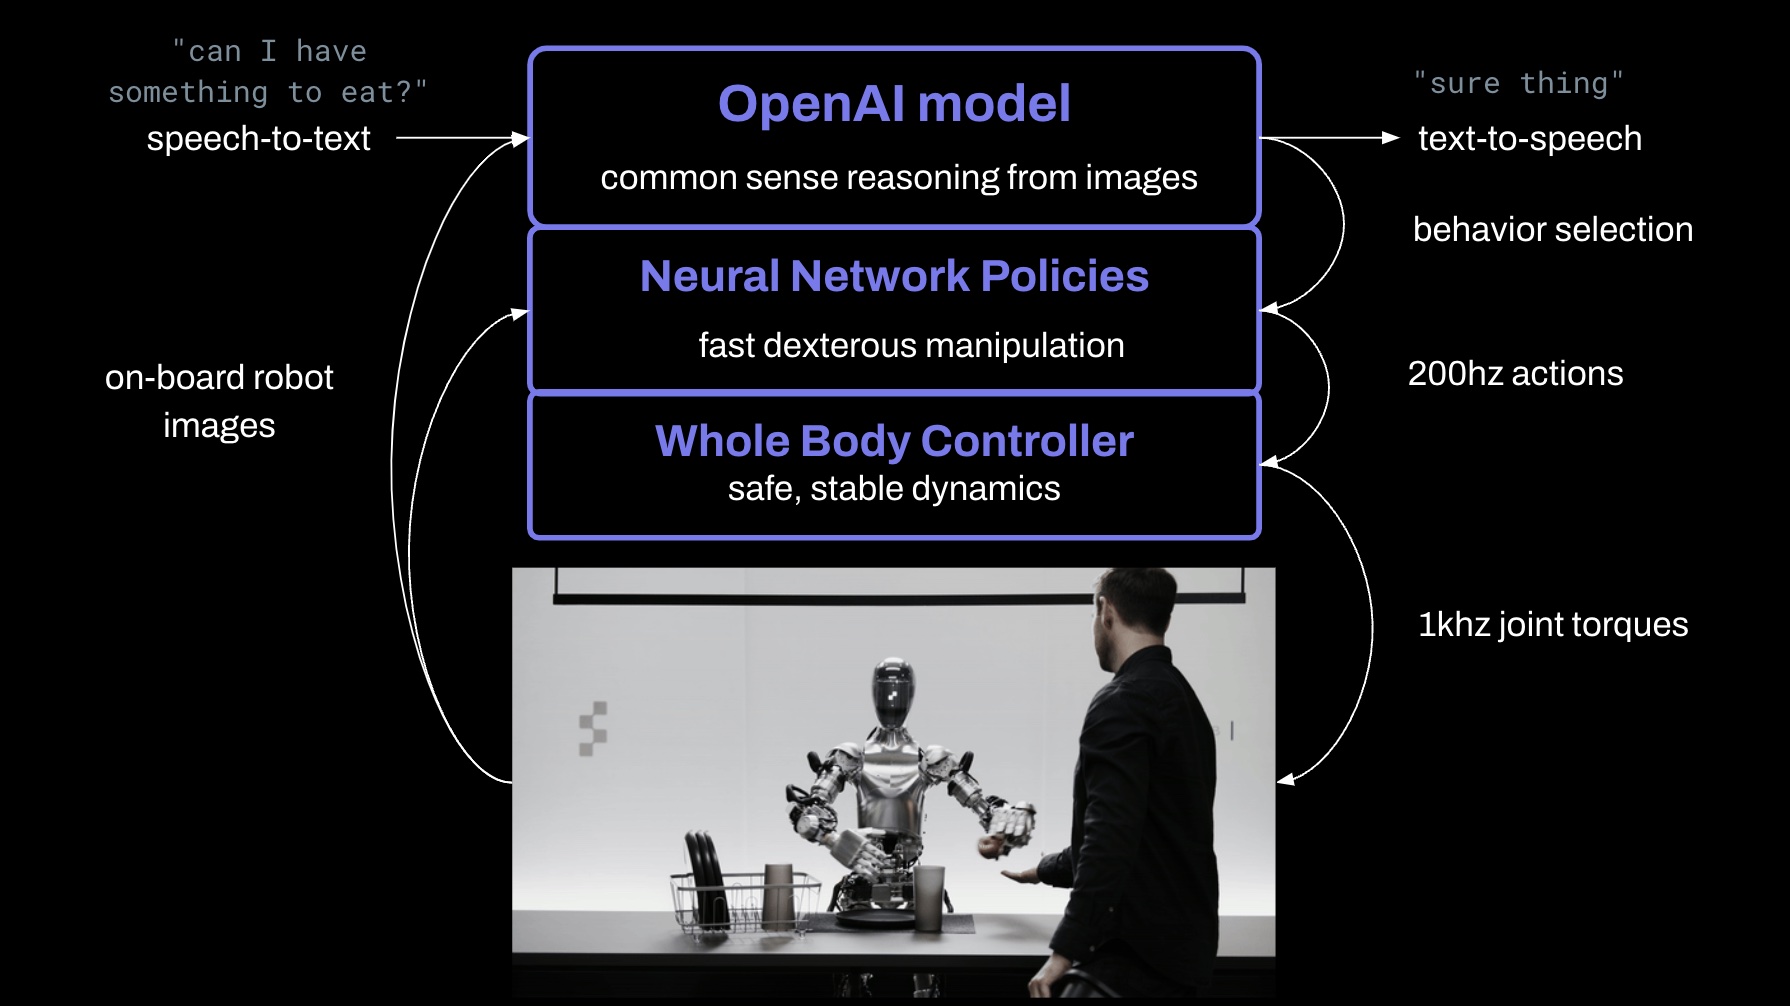 "can I have
something to eat?"
speech-to-text
OpenAI model
common sense reasoning from images
"sure thing"
text-to-speech
behavior selection
Neural Network Policies
fast dexterous manipulation
on-board robot
images
200hz actions
Whole Body Controller
safe, stable dynamics
1khz joint torques